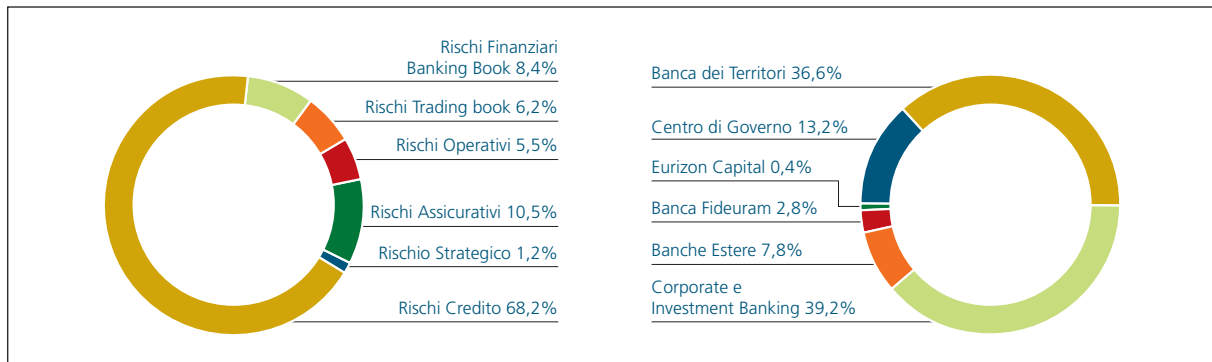 Rischi Finanziari
Banking Book 8,4%
Rischi Trading book 6,2%
Rischi Operativi 5,5%
Rischi Assicurativi 10,5%
Rischio Strategico 1,2%
Rischi Credito 68,2%
Banca dei Territori 36,6%
Centro di Governo 13,2%
Eurizon Capital 0,4%
Banca Fideuram 2,8%
Banche Estere 7,8%
Corporate e
Investment Banking 39,2%